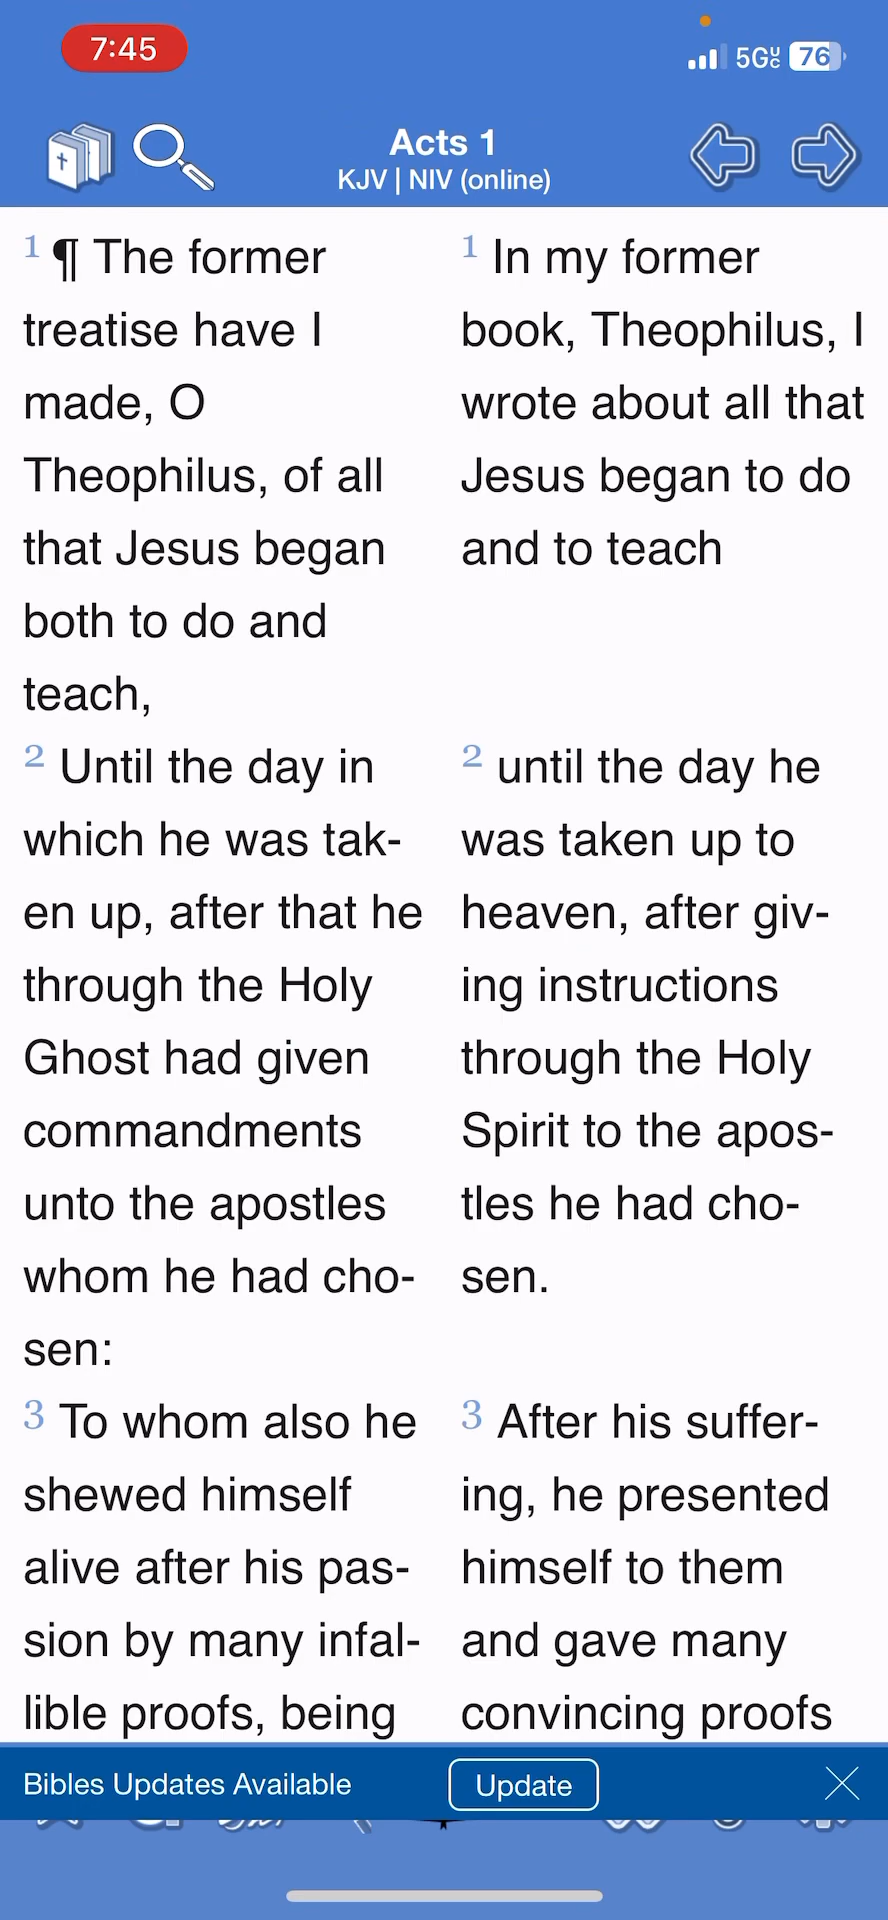 7:45
5G UC 76
Acts 1
KJV | NIV (online)
1 ¶ The former
treatise have I
made, O
Theophilus, of all
that Jesus began
both to do and
teach,
1 In my former
book, Theophilus, I
wrote about all that
Jesus began to do
and to teach
2 Until the day in
which he was tak-
en up, after that he
through the Holy
Ghost had given
commandments
unto the apostles
whom he had cho-
sen:
2 until the day he
was taken up to
heaven, after giv-
ing instructions
through the Holy
Spirit to the apos-
tles he had cho-
sen.
3 To whom also he
shewed himself
alive after his pas-
sion by many infal-
lible proofs, being
3 After his suffer-
ing, he presented
himself to them
and gave many
convincing proofs
Bibles Updates Available
Update